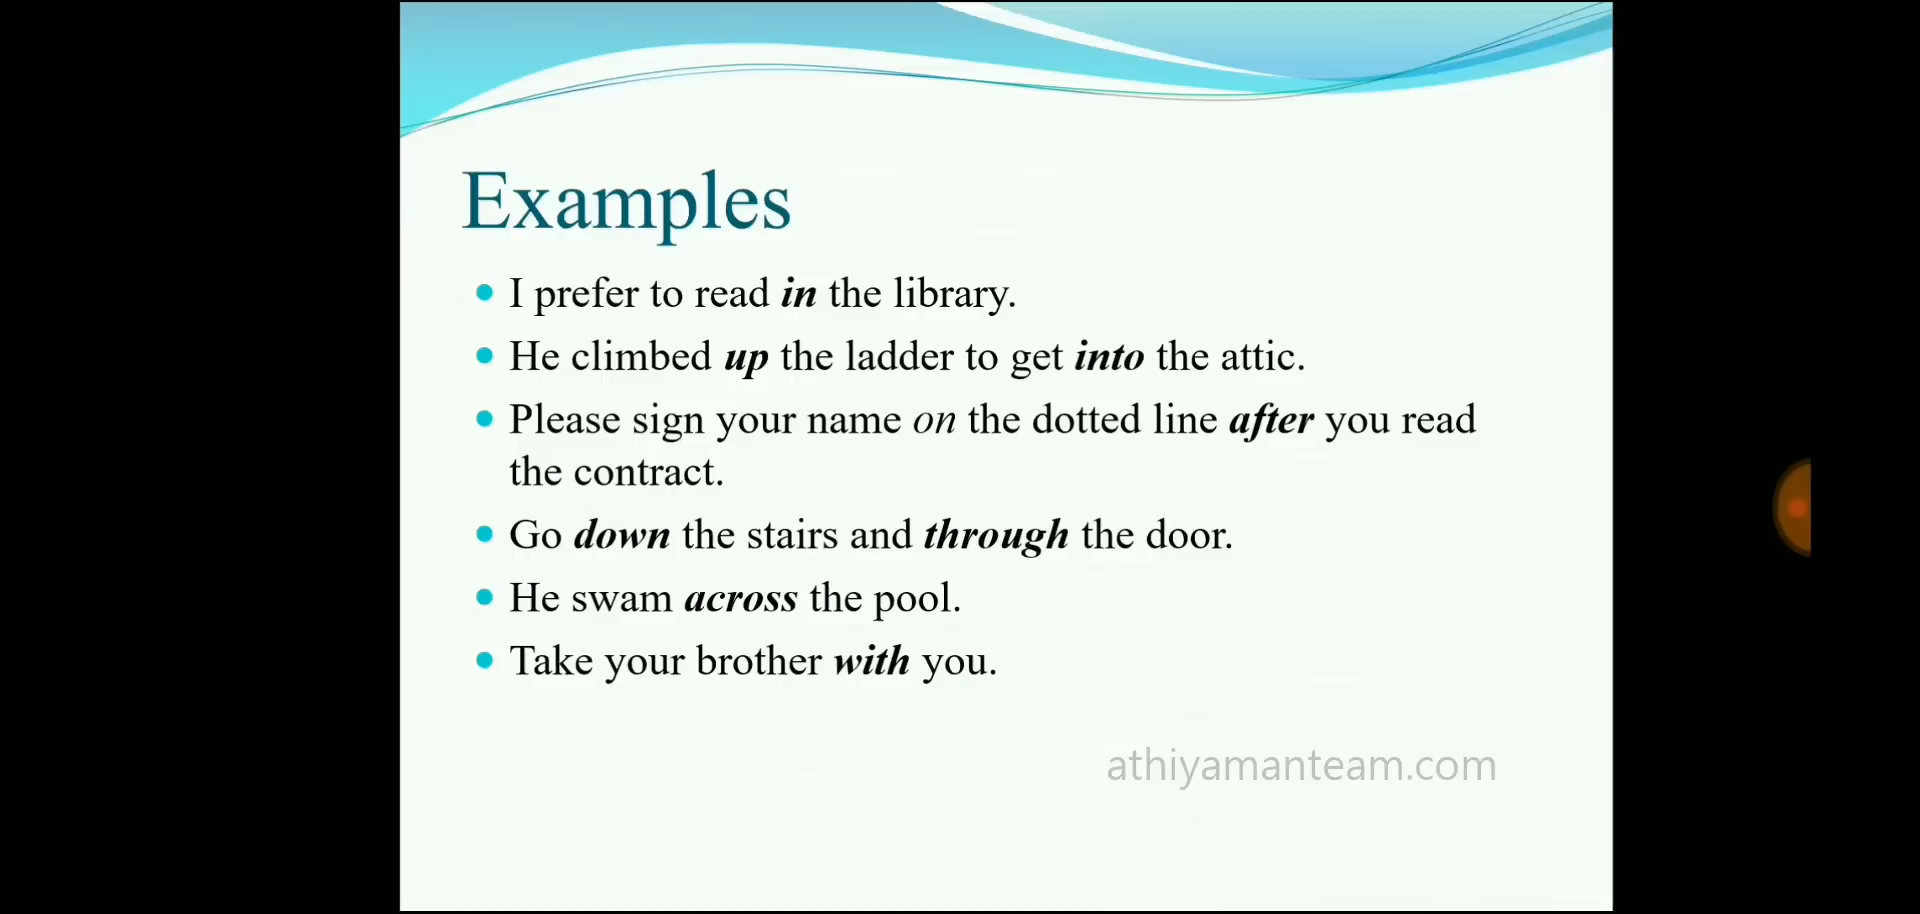 Examples
I prefer to read in the library.
He climbed up the ladder to get into the attic.
Please sign your name on the dotted line after you read
the contract.
Go down the stairs and through the door.
He swam across the pool.
Take your brother with you.
athiyamanteam.com